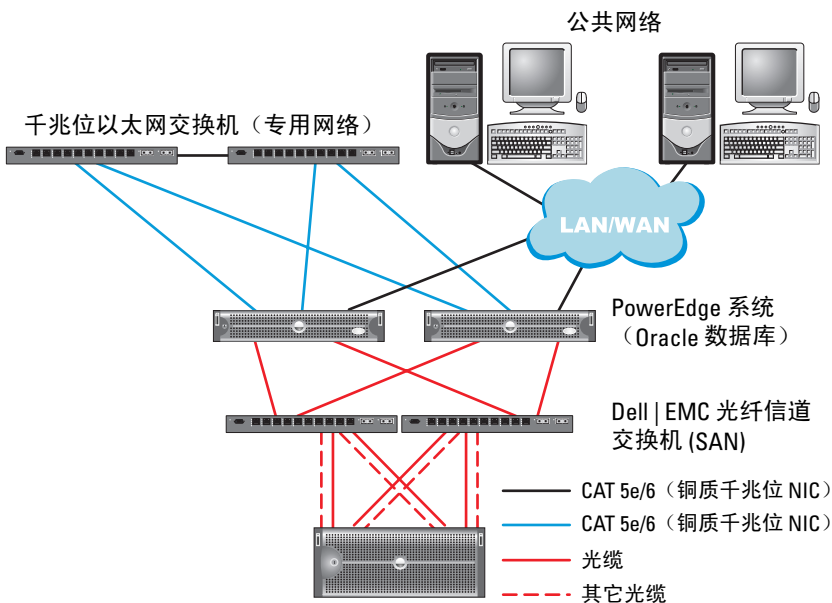 公共网络
千兆位以太网交换机（专用网络）
LAN/WAN
PowerEdge 系统
（Oracle 数据库）
Dell | EMC 光纤信道
交换机 (SAN)
CAT 5e/6（铜质千兆位 NIC）
CAT 5e/6（铜质千兆位 NIC）
光缆
其它光缆